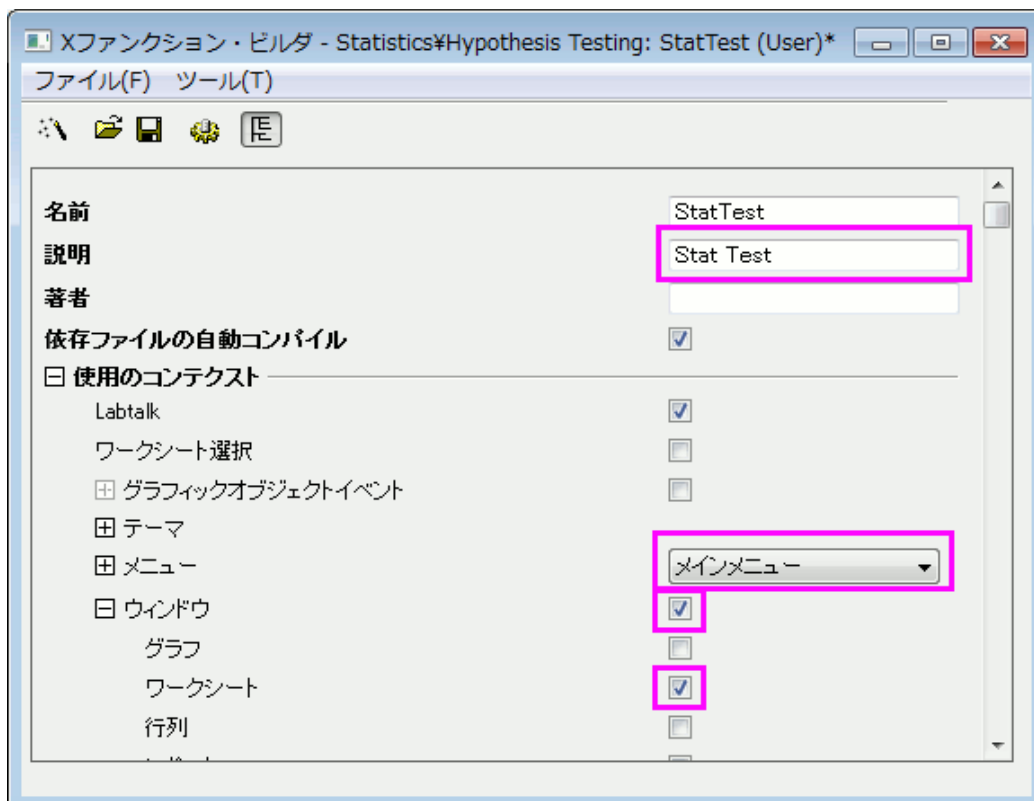 Xファンクション・ビルダ - Statistics¥Hypothesis Testing: StatTest (User)*
ファイル(F) ツール(T)
名前 StatTest
説明 Stat Test
著者
依存ファイルの自動コンパイル
使用のコンテクスト
Labtalk
ワークシート選択
グラフィックオブジェクトイベント
テーマ
メニュー メインメニュー
ウィンドウ
グラフ
ワークシート
行列